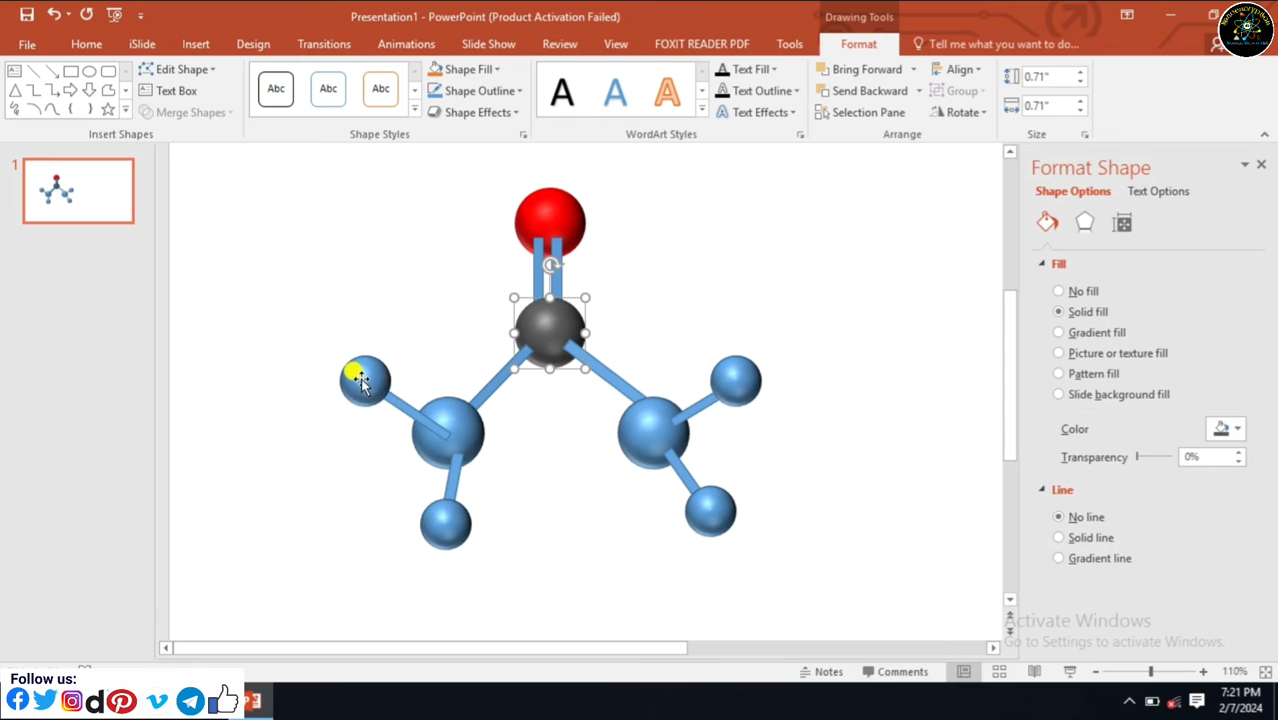 Presentation1 - PowerPoint (Product Activation Failed)
Drawing Tools
File
Home
iSlide
Insert
Design
Transitions
Animations
Slide Show
Review
View
FOXIT READER PDF
Tools
Format
Tell me what you want to do...
Edit Shape
Text Box
Merge Shapes
Insert Shapes
Abc
Abc
Abc
Shape Fill
Shape Outline
Shape Effects
Shape Styles
A
A
A
Text Fill
Text Outline
Text Effects
WordArt Styles
Bring Forward
Send Backward
Selection Pane
Align
Group
Rotate
Arrange
0.71"
0.71"
Size
1
Format Shape
Shape Options
Text Options
Fill
No fill
Solid fill
Gradient fill
Picture or texture fill
Pattern fill
Slide background fill
Color
Transparency
0%
Line
No line
Solid line
Gradient line
Activate Windows
Go to Settings to activate Windows.
Notes
Comments
110%
Follow us:
7:21 PM
2/7/2024